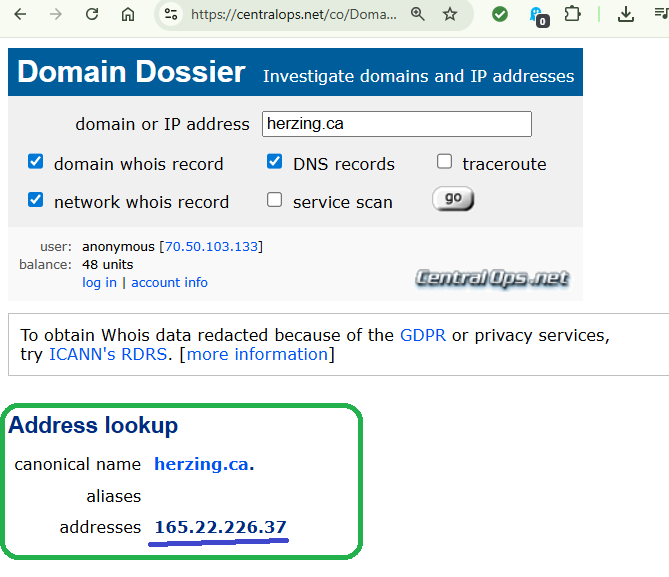 https://centralops.net/co/Doma...
0
Domain Dossier Investigate domains and IP addresses
domain or IP address herzing.ca
domain whois record DNS records traceroute
network whois record service scan go
user: anonymous [70.50.103.133]
balance: 48 units
log in | account info
CentralOps.net
To obtain Whois data redacted because of the GDPR or privacy services,
try ICANN's RDRS. [more information]
Address lookup
canonical name herzing.ca.
aliases
addresses 165.22.226.37